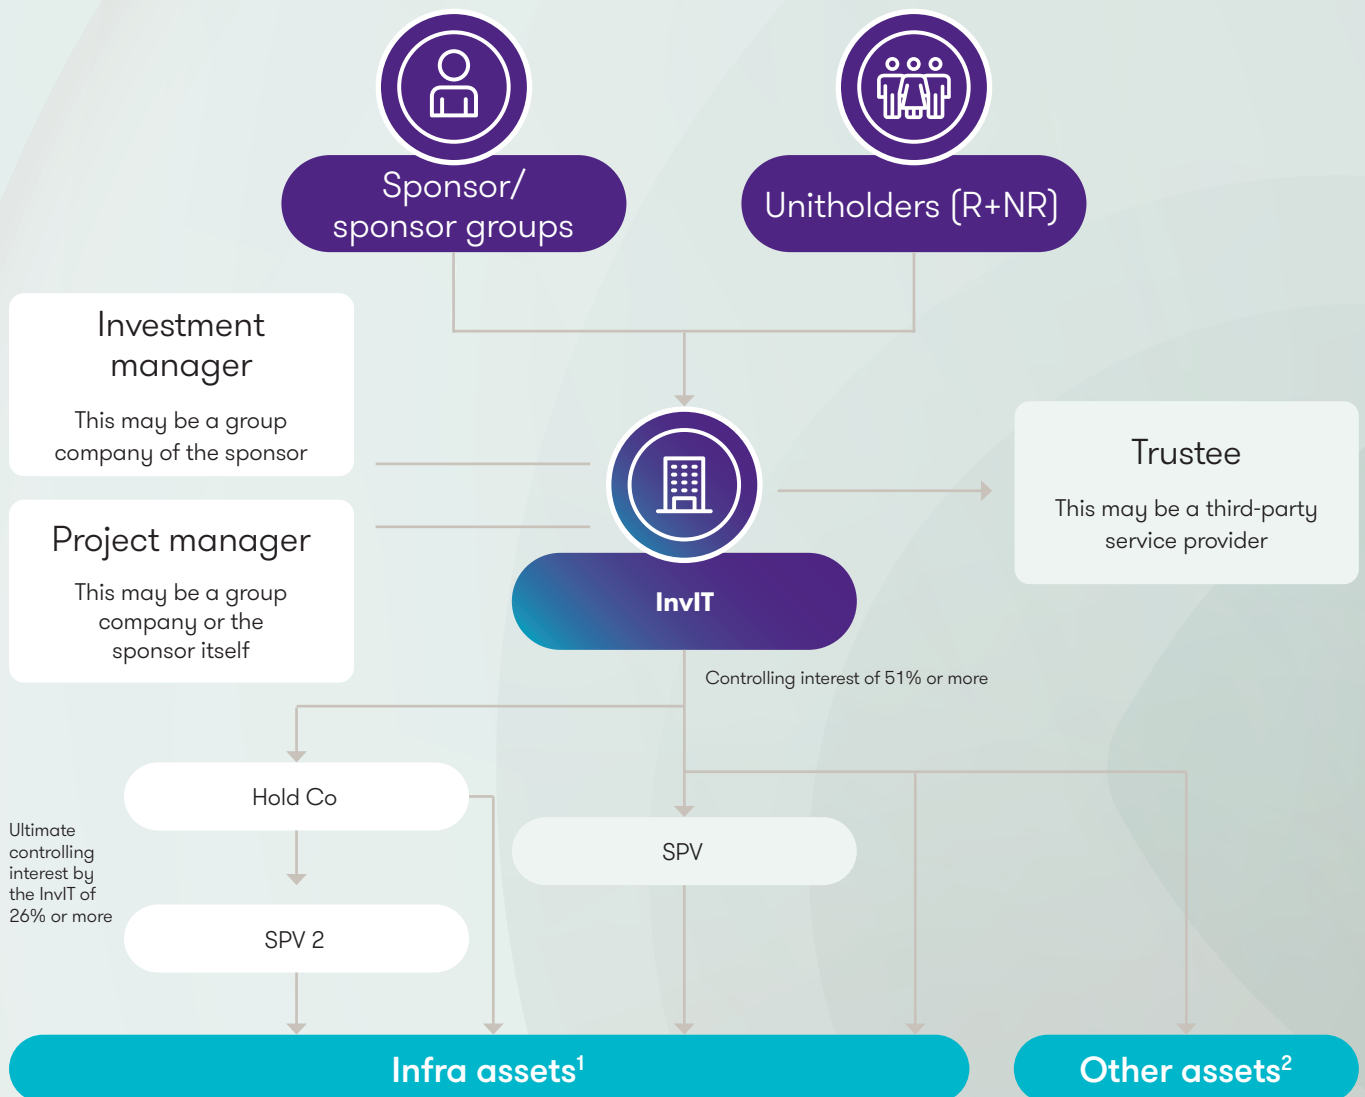 Sponsor/
sponsor groups
Unitholders (R+NR)
Investment
manager
This may be a group
company of the sponsor
Project manager
This may be a group
company or the
sponsor itself
Trustee
This may be a third-party
service provider
InvIT
Controlling interest of 51% or more
Hold Co
Ultimate
controlling
interest by
the InvIT of
26% or more
SPV
SPV 2
Infra assets¹
Other assets²